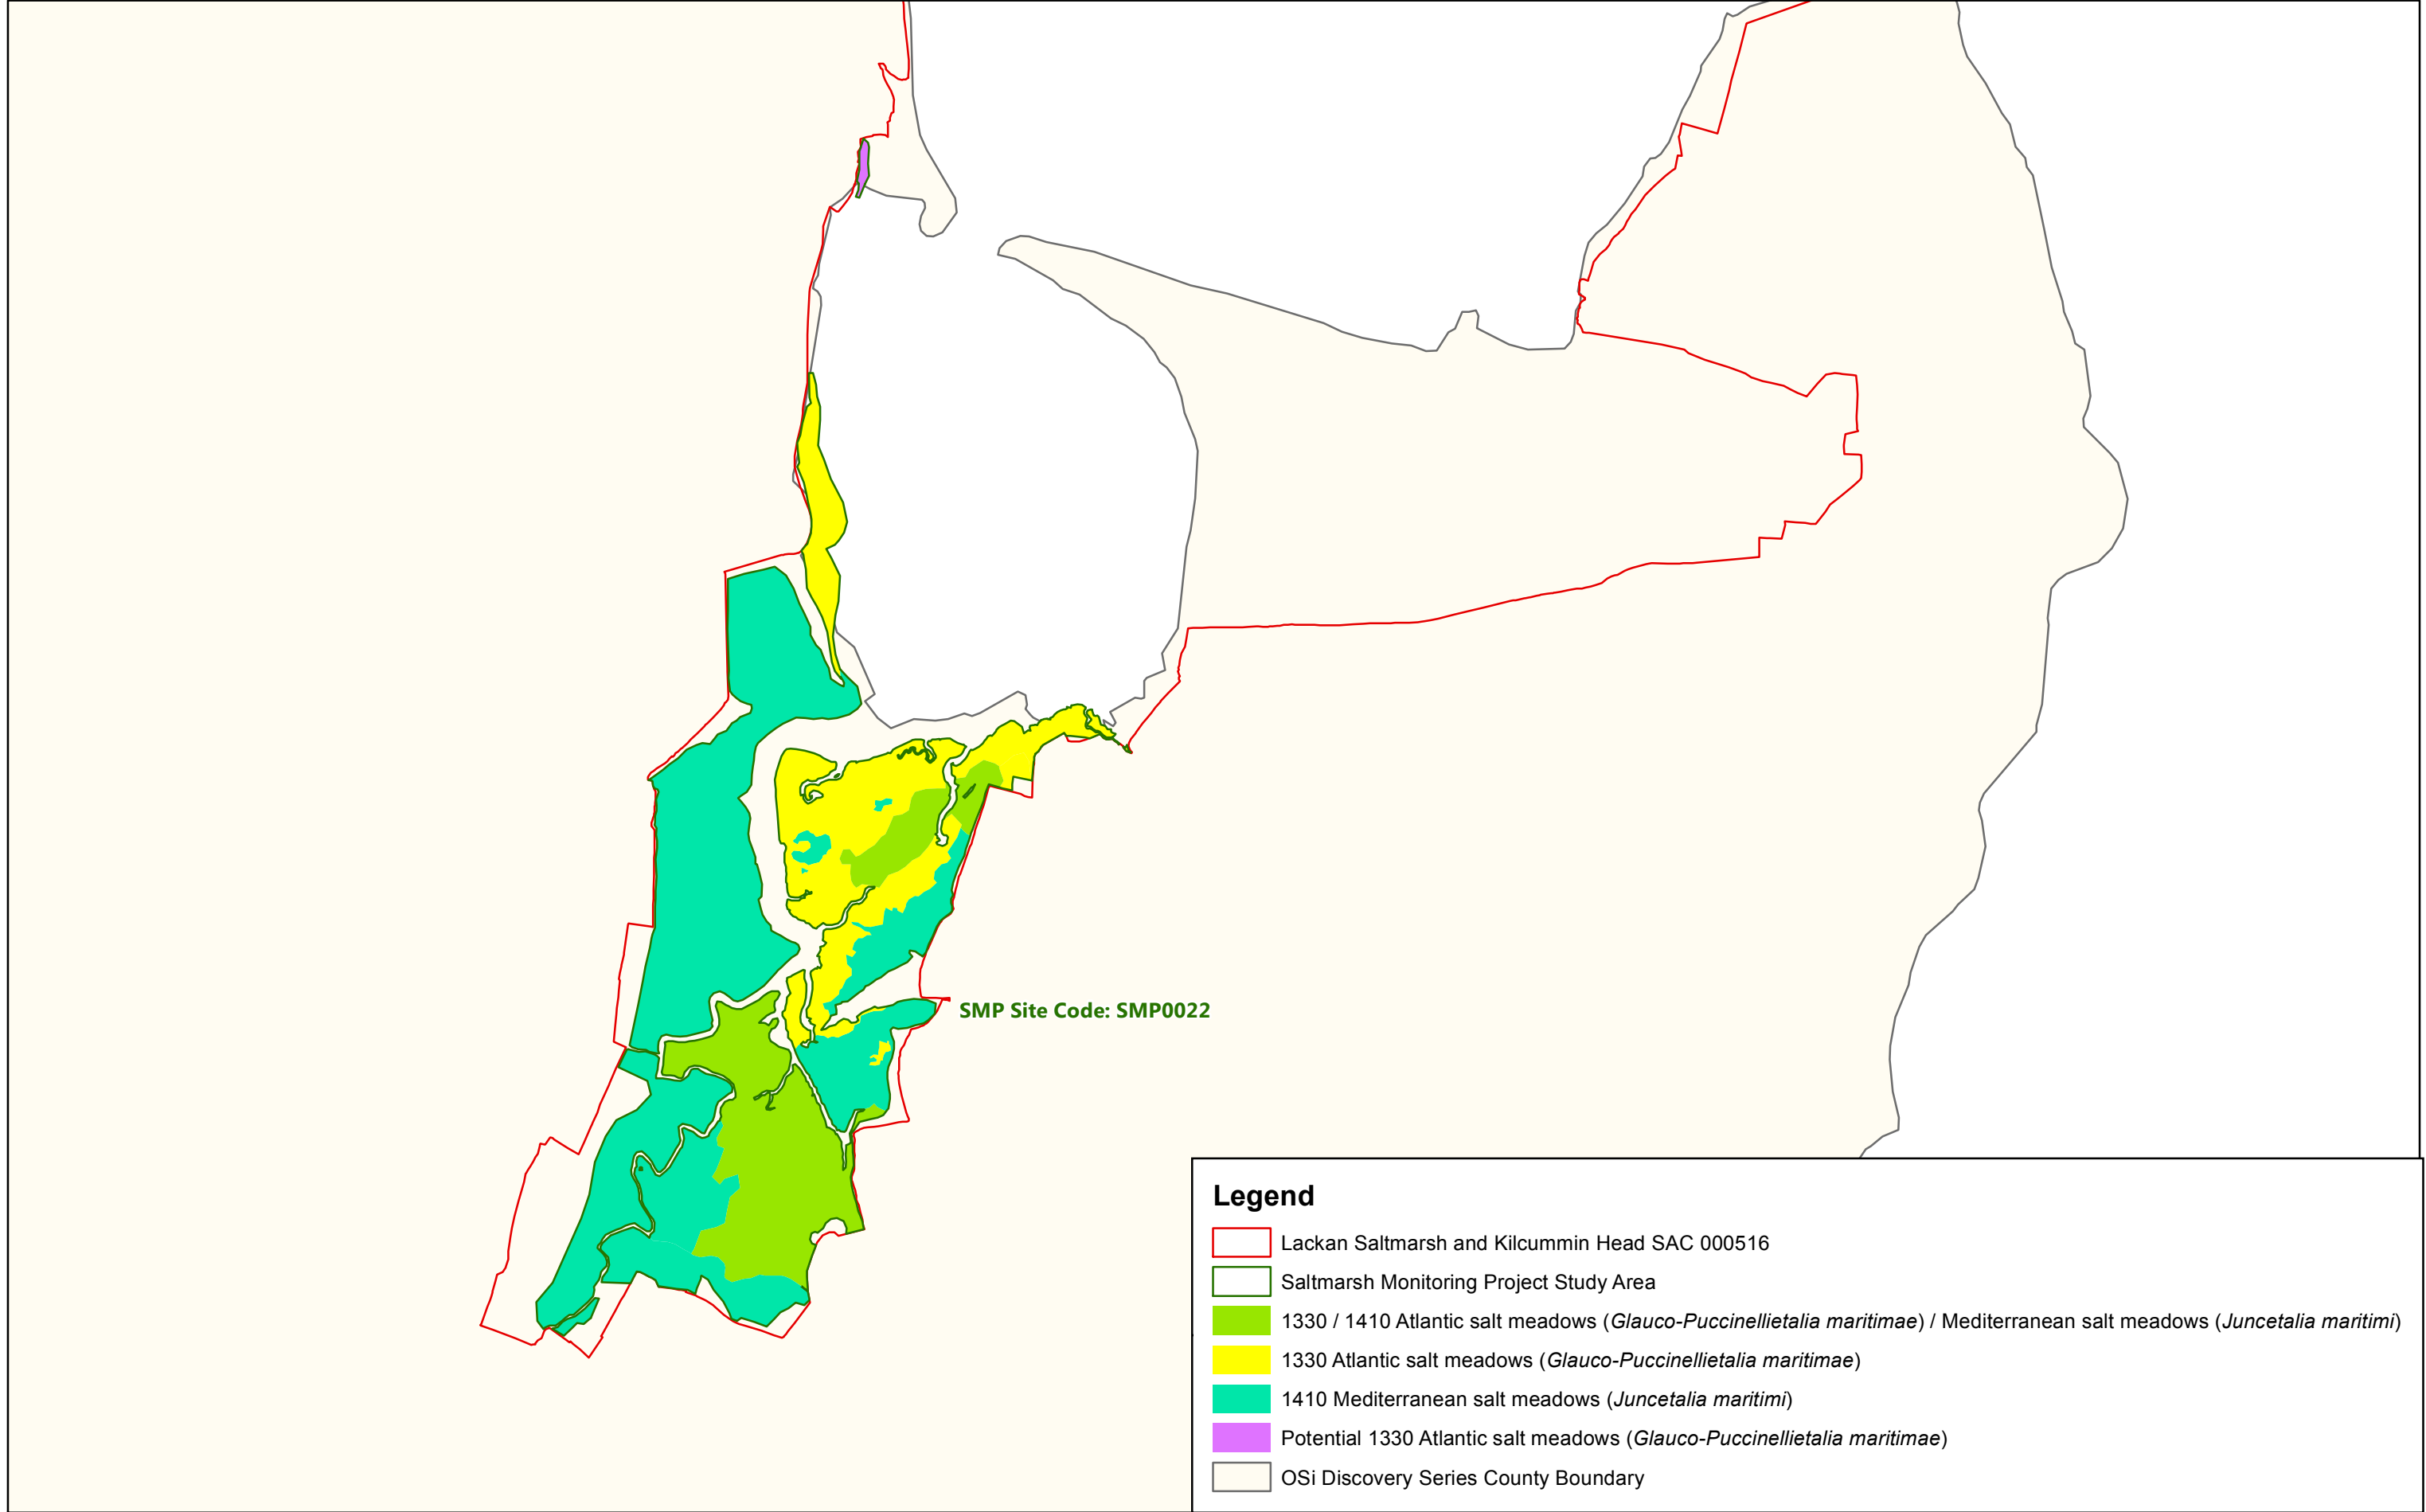 SMP Site Code: SMP0022
Legend
Lackan Saltmarsh and Kilcummin Head SAC 000516
Saltmarsh Monitoring Project Study Area
1330 / 1410 Atlantic salt meadows (Glauco-Puccinellietalia maritimae) / Mediterranean salt meadows (Juncetalia maritimi)
1330 Atlantic salt meadows (Glauco-Puccinellietalia maritimae)
1410 Mediterranean salt meadows (Juncetalia maritimi)
Potential 1330 Atlantic salt meadows (Glauco-Puccinellietalia maritimae)
OSi Discovery Series County Boundary